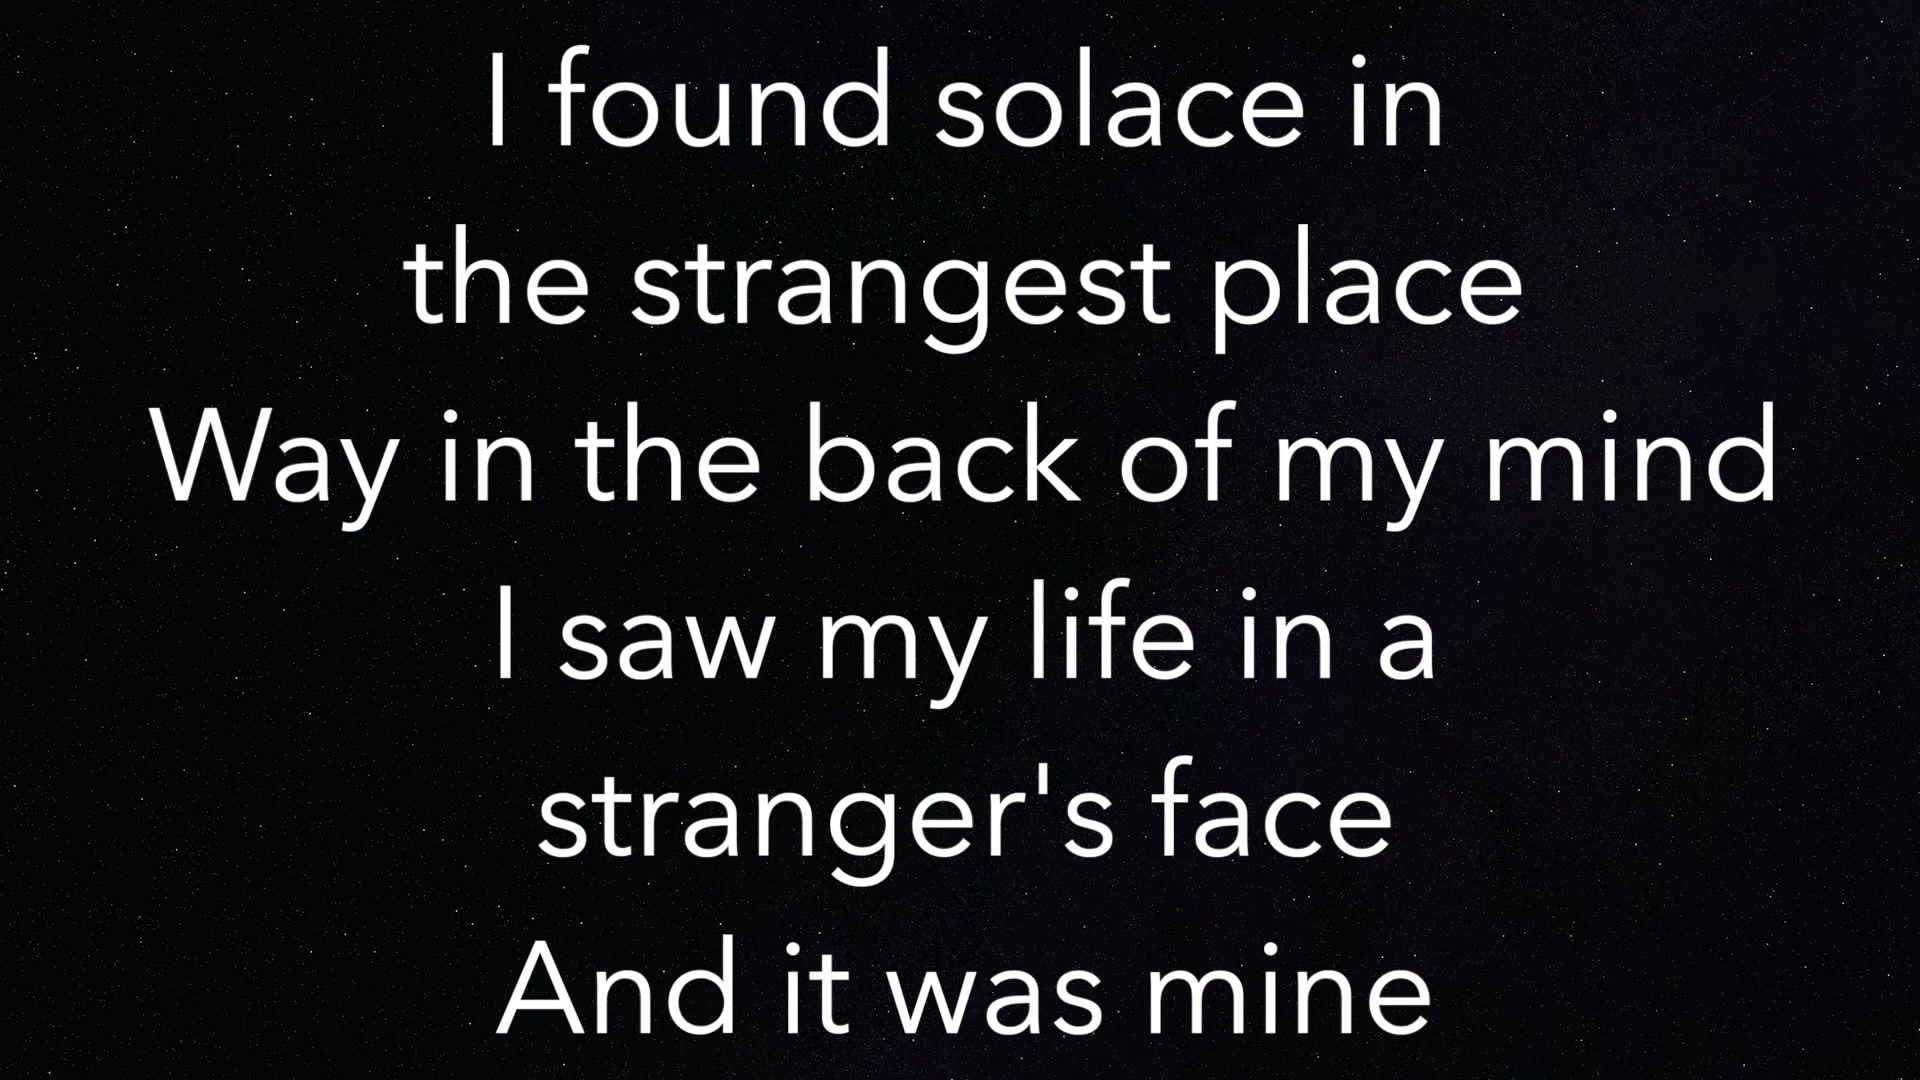 I found solace in
the strangest place
Way in the back of my mind
I saw my life in a
stranger's face
And it was mine